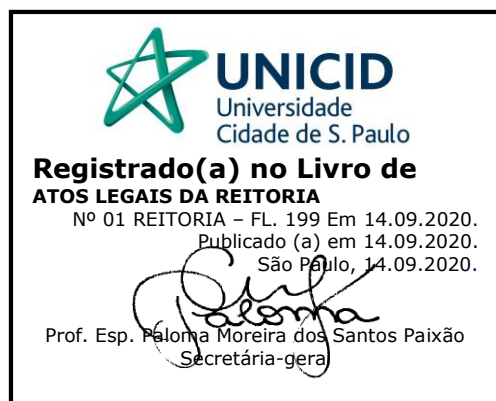 UNICID
Universidade
Cidade de S. Paulo
Registrado(a) no Livro de
ATOS LEGAIS DA REITORIA
Nº 01 REITORIA – FL. 199 Em 14.09.2020.
Publicado (a) em 14.09.2020.
São Paulo, 14.09.2020.
Paloma
Prof. Esp. Paloma Moreira dos Santos Paixão
Secretária-geral